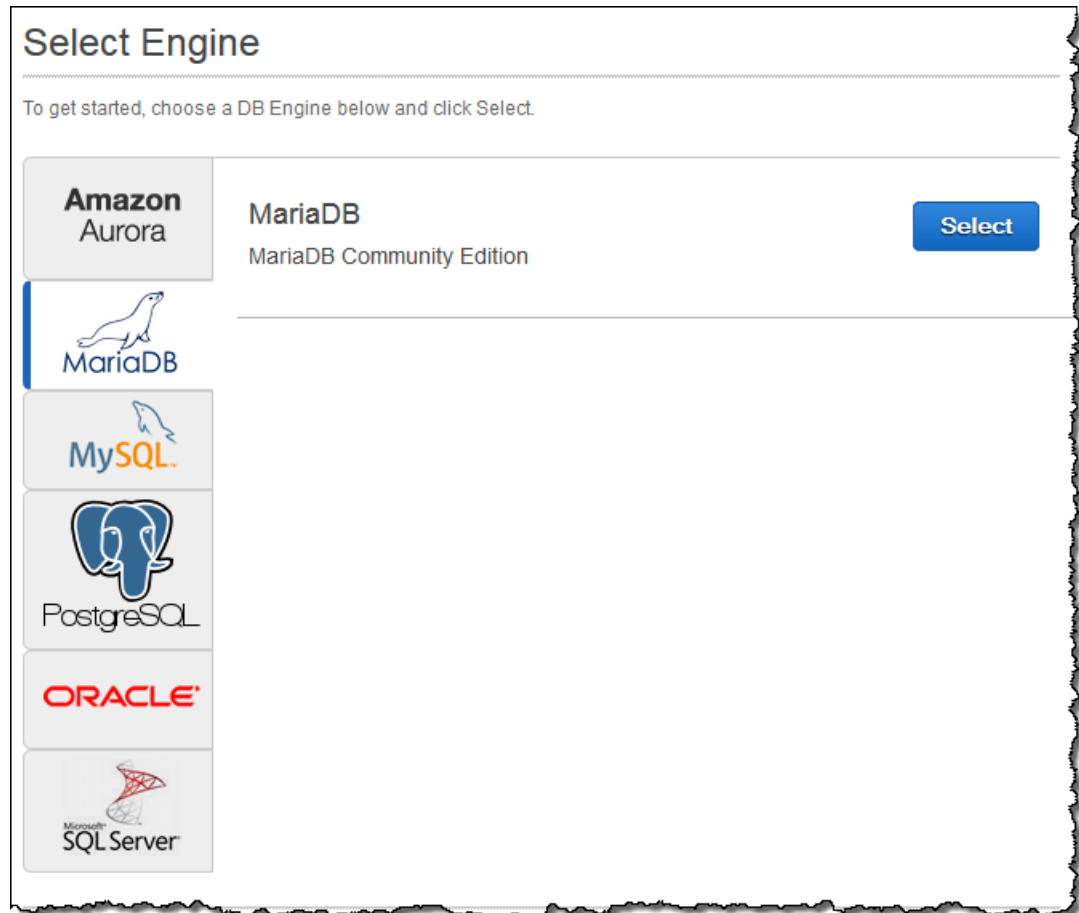 Select Engine
To get started, choose a DB Engine below and click Select.
Amazon
Aurora
MariaDB
MariaDB Community Edition
Select
MariaDB
MySQL™
PostgreSQL
ORACLE®
Microsoft®
SQL Server®